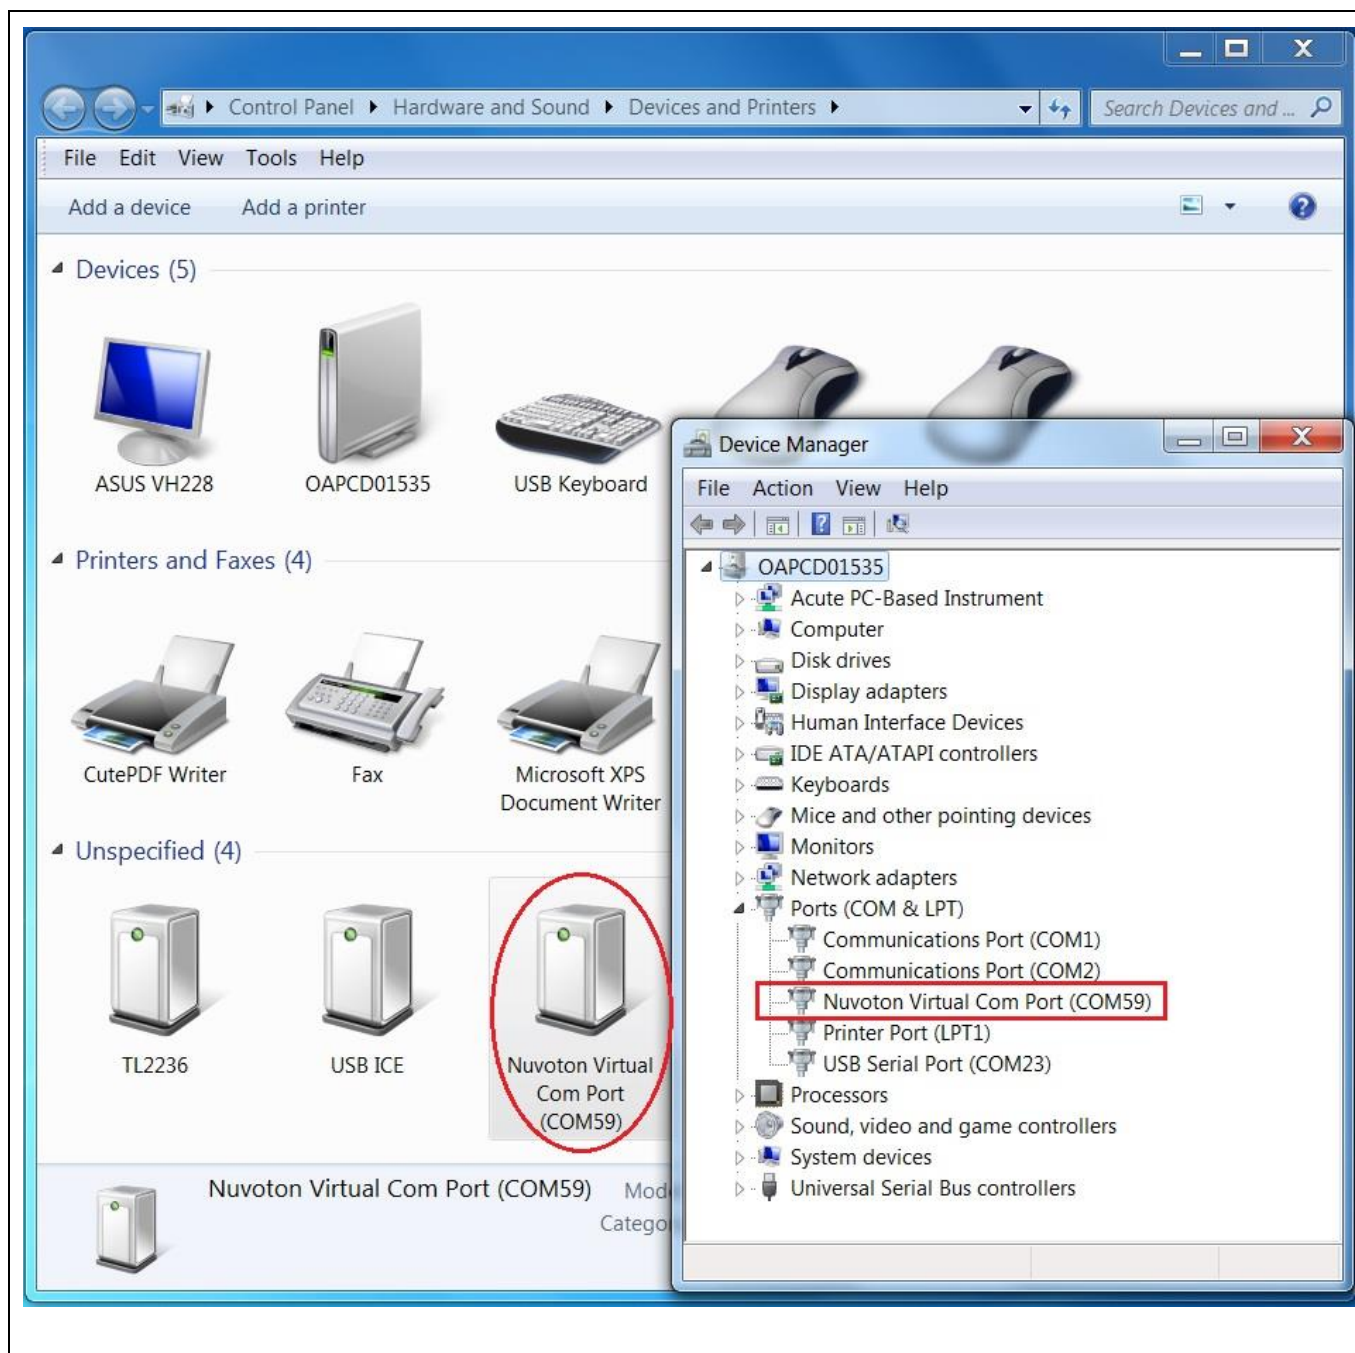 Control Panel Hardware and Sound Devices and Printers
Search Devices and ...
File Edit View Tools Help
Add a device Add a printer
Devices (5)
ASUS VH228
OAPCD01535
USB Keyboard
Printers and Faxes (4)
CutePDF Writer
Fax
Microsoft XPS
Document Writer
Unspecified (4)
TL2236
USB ICE
Nuvoton Virtual
Com Port
(COM59)
Nuvoton Virtual Com Port (COM59) Mod
Catego
Device Manager
File Action View Help
OAPCD01535
Acute PC-Based Instrument
Computer
Disk drives
Display adapters
Human Interface Devices
IDE ATA/ATAPI controllers
Keyboards
Mice and other pointing devices
Monitors
Network adapters
Ports (COM & LPT)
Communications Port (COM1)
Communications Port (COM2)
Nuvoton Virtual Com Port (COM59)
Printer Port (LPT1)
USB Serial Port (COM23)
Processors
Sound, video and game controllers
System devices
Universal Serial Bus controllers